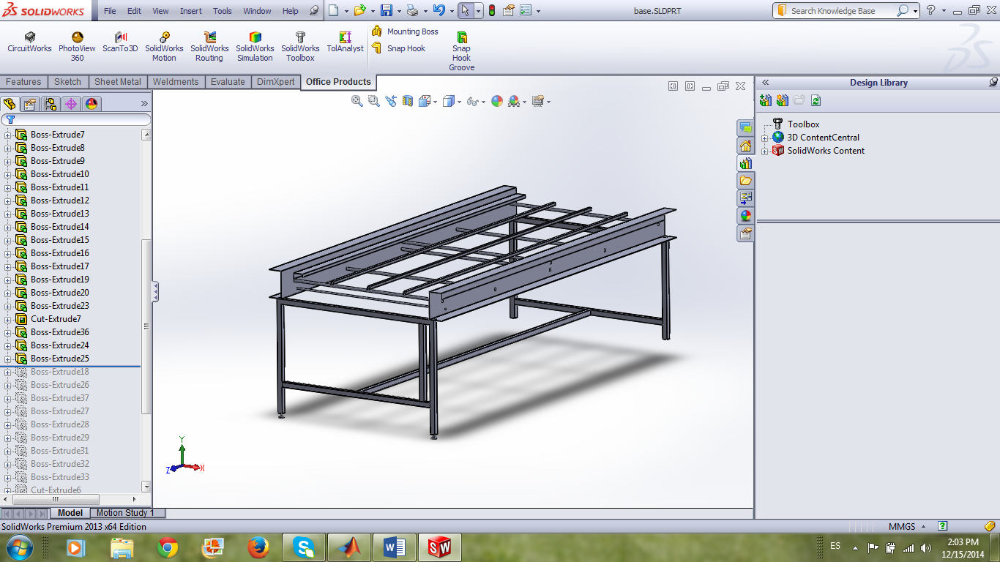 SOLIDWORKS File Edit View Insert Tools Window Help base.SLDPRT Search Knowledge Base ?
CircuitWorks
PhotoView 360
ScanTo3D
SolidWorks Motion
SolidWorks Routing
SolidWorks Simulation
SolidWorks Toolbox
TolAnalyst
Mounting Boss
Snap Hook
Snap Hook Groove
Features Sketch Sheet Metal Weldments Evaluate DimXpert Office Products
Design Library
Toolbox
3D ContentCentral
SolidWorks Content
Boss-Extrude7
Boss-Extrude8
Boss-Extrude9
Boss-Extrude10
Boss-Extrude11
Boss-Extrude12
Boss-Extrude13
Boss-Extrude14
Boss-Extrude15
Boss-Extrude16
Boss-Extrude17
Boss-Extrude19
Boss-Extrude20
Boss-Extrude23
Cut-Extrude7
Boss-Extrude36
Boss-Extrude24
Boss-Extrude25
Boss-Extrude18
Boss-Extrude26
Boss-Extrude37
Boss-Extrude27
Boss-Extrude28
Boss-Extrude29
Boss-Extrude31
Boss-Extrude32
Boss-Extrude33
Cut-Extrude6
Y
Z X
Model Motion Study 1
SolidWorks Premium 2013 x64 Edition MMGS ?
ES 2:03 PM
12/15/2014